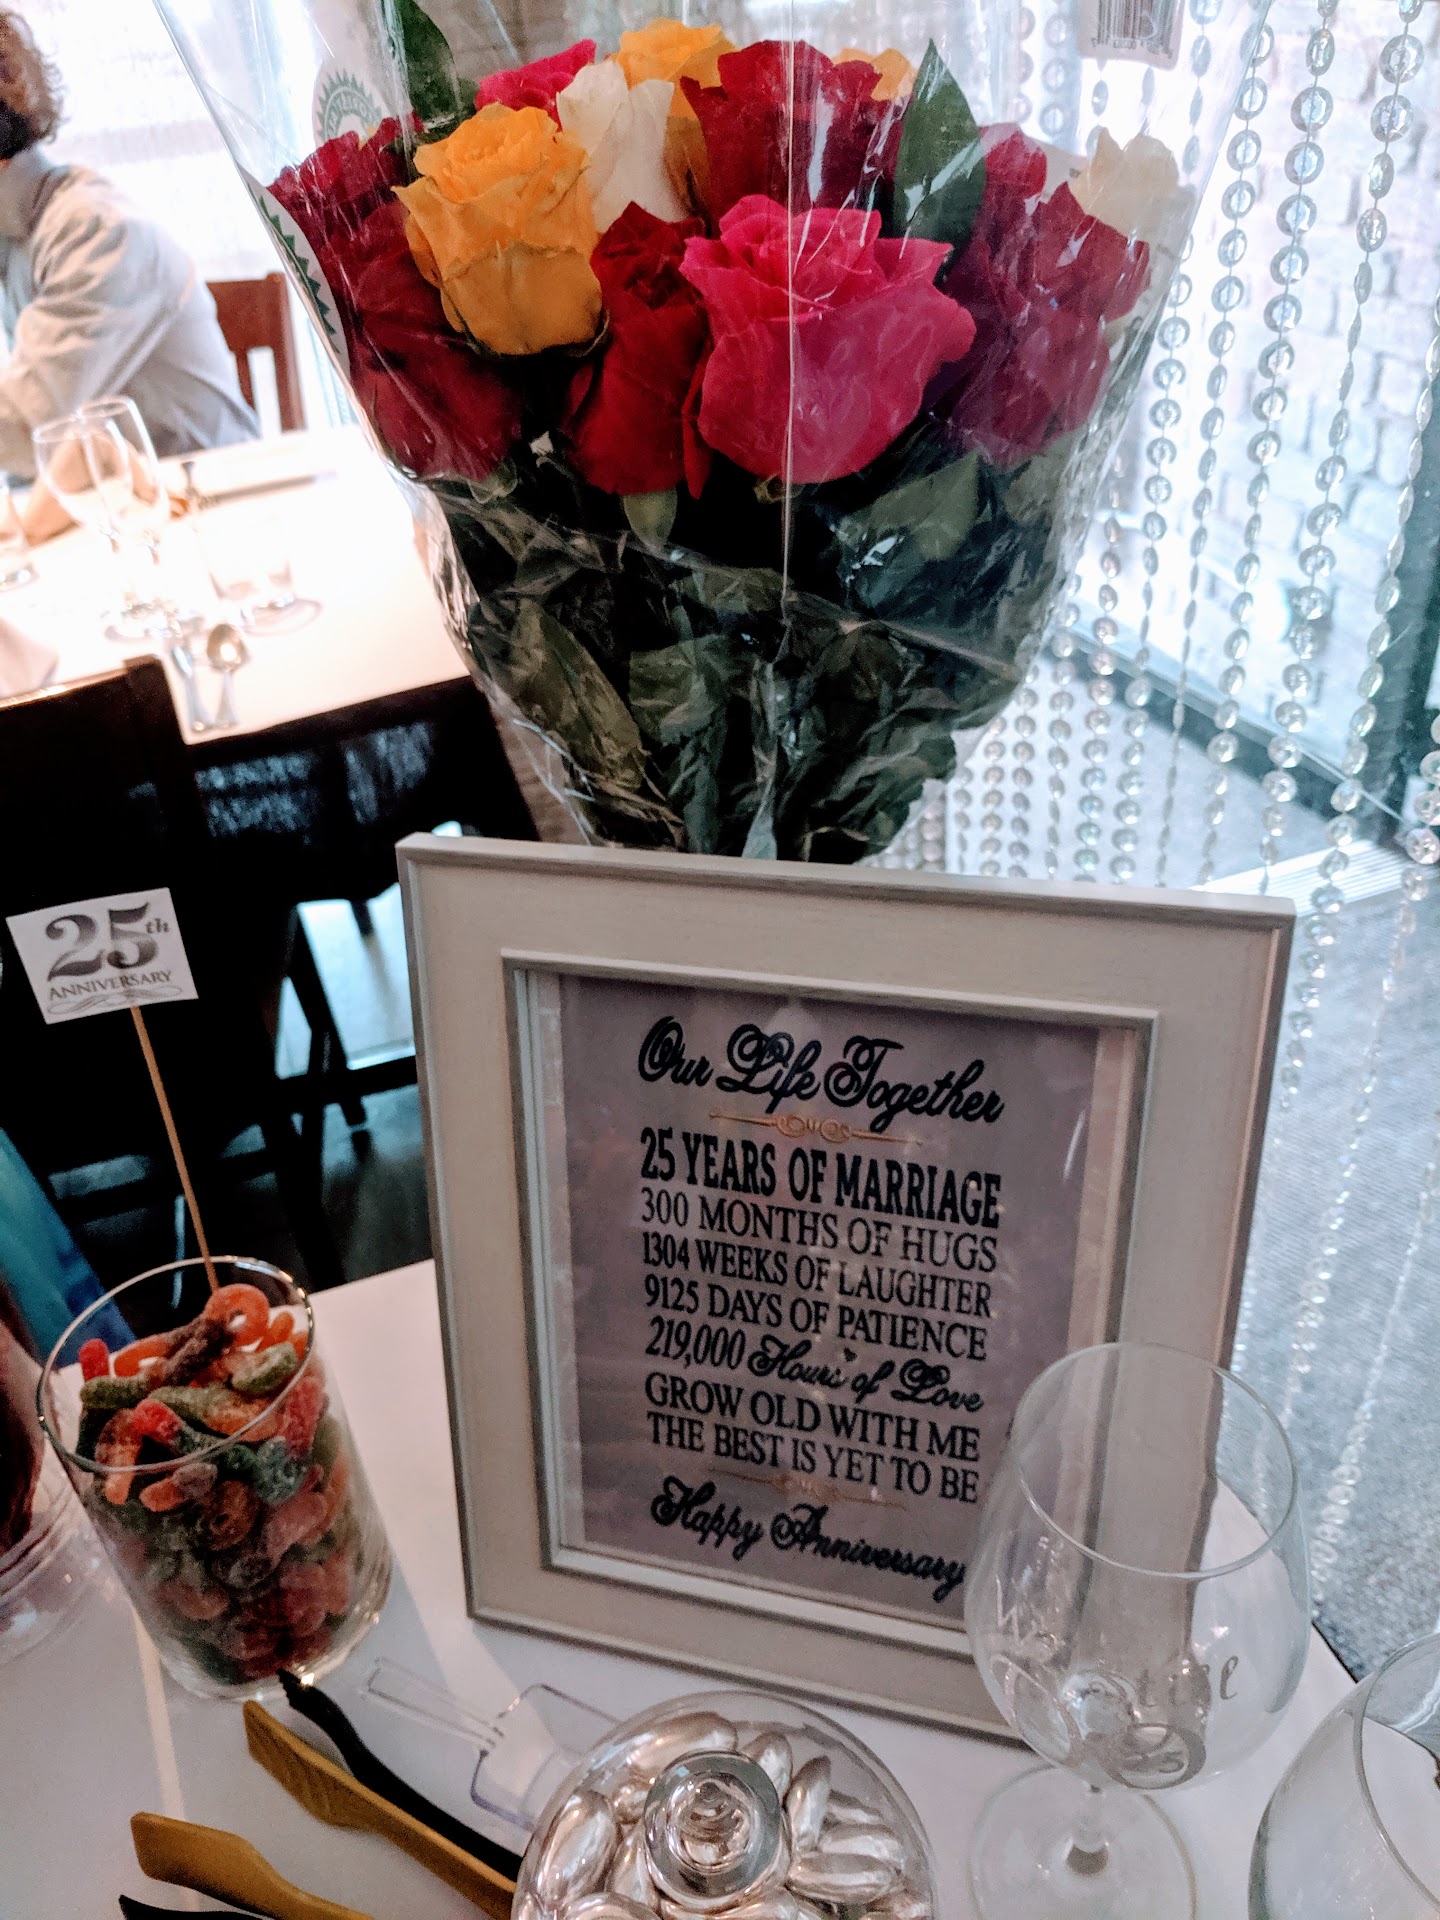 25th
ANNIVERSARY
Our Life Together
25 YEARS OF MARRIAGE
300 MONTHS OF HUGS
1304 WEEKS OF LAUGHTER
9125 DAYS OF PATIENCE
219,000 Hours of Love
GROW OLD WITH ME
THE BEST IS YET TO BE
Happy Anniversary